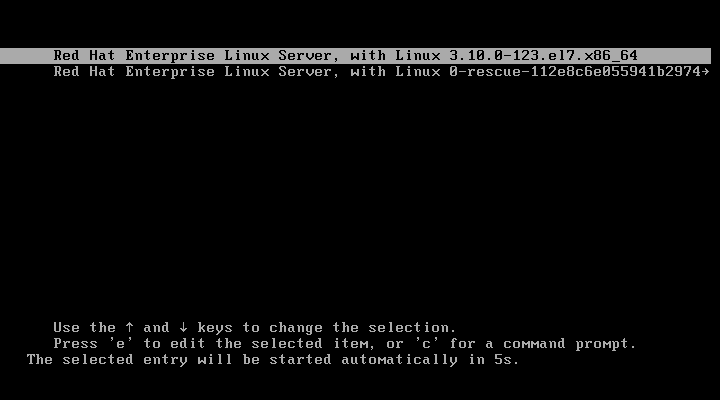 Red Hat Enterprise Linux Server, with Linux 3.10.0-123.el7.x86_64
Red Hat Enterprise Linux Server, with Linux 0-rescue-112e8c6e055941b2974→
Use the ↑ and ↓ keys to change the selection.
Press 'e' to edit the selected item, or 'c' for a command prompt.
The selected entry will be started automatically in 5s.